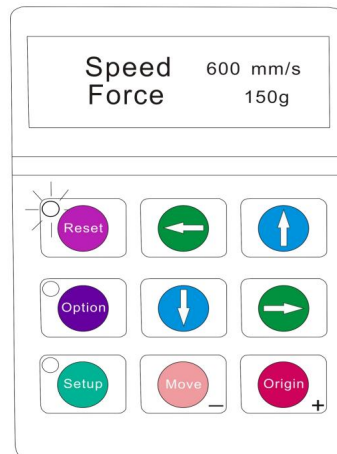 Speed 600 mm/s
Force 150g
Reset
Option
Setup Move − Origin +